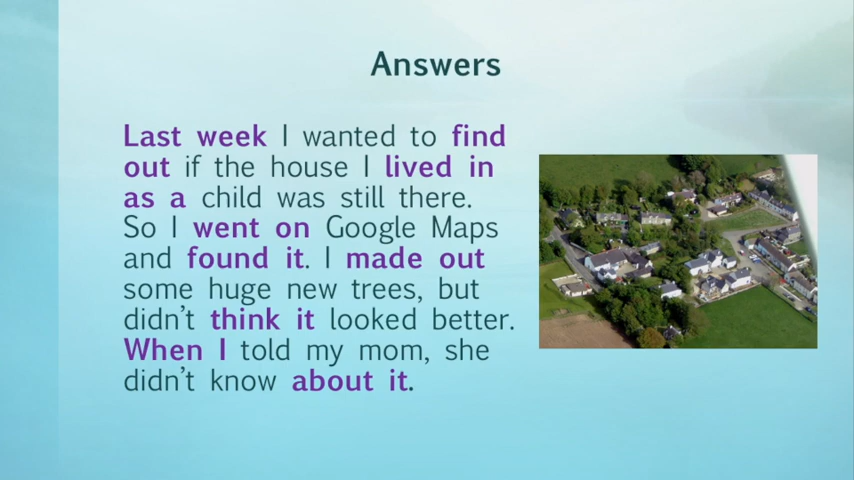 Answers
Last week I wanted to find
out if the house I lived in
as a child was still there.
So I went on Google Maps
and found it. I made out
some huge new trees, but
didn't think it looked better.
When I told my mom, she
didn't know about it.